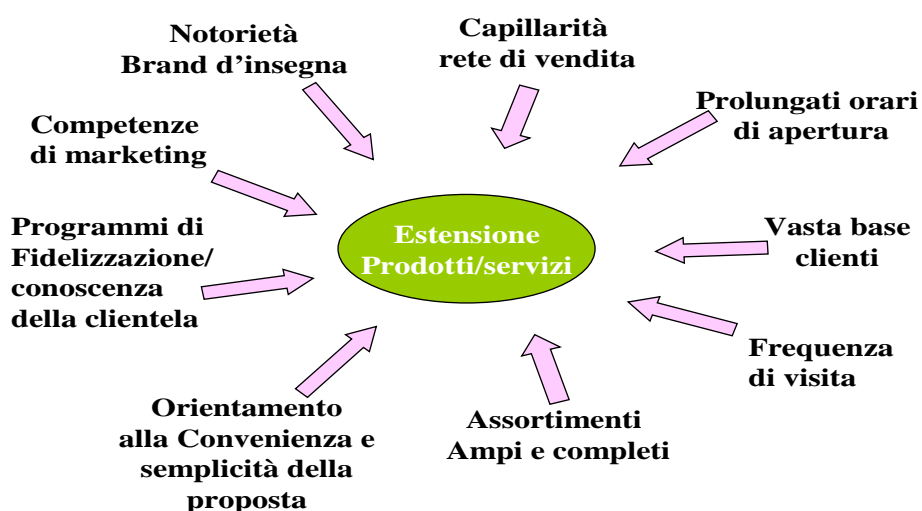 Notorietà
Brand d'insegna
Capillarità
rete di vendita
Prolungati orari
di apertura
Competenze
di marketing
Programmi di
Fidelizzazione/
conoscenza
della clientela
Estensione
Prodotti/servizi
Vasta base
clienti
Frequenza
di visita
Orientamento
alla Convenienza e
semplicità della
proposta
Assortimenti
Ampi e completi